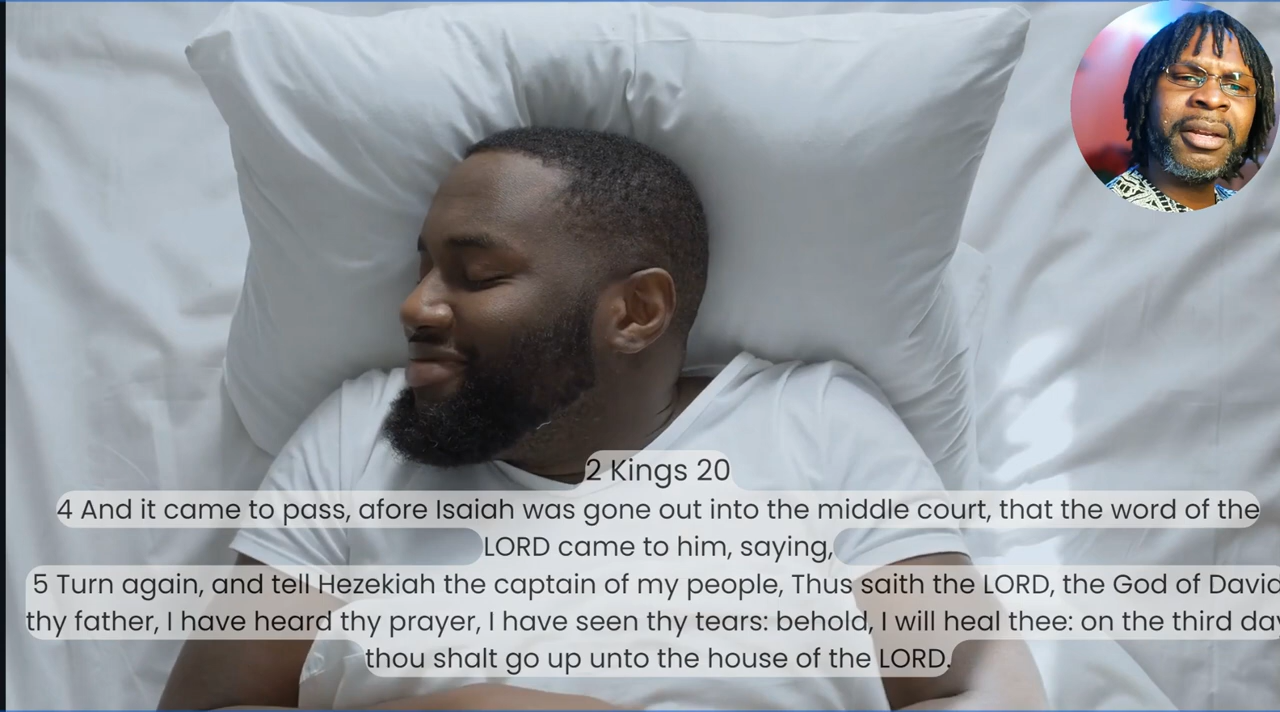 2 Kings 20
4 And it came to pass, afore Isaiah was gone out into the middle court, that the word of the
LORD came to him, saying,
5 Turn again, and tell Hezekiah the captain of my people, Thus saith the LORD, the God of David
thy father, I have heard thy prayer, I have seen thy tears: behold, I will heal thee: on the third day
thou shalt go up unto the house of the LORD.